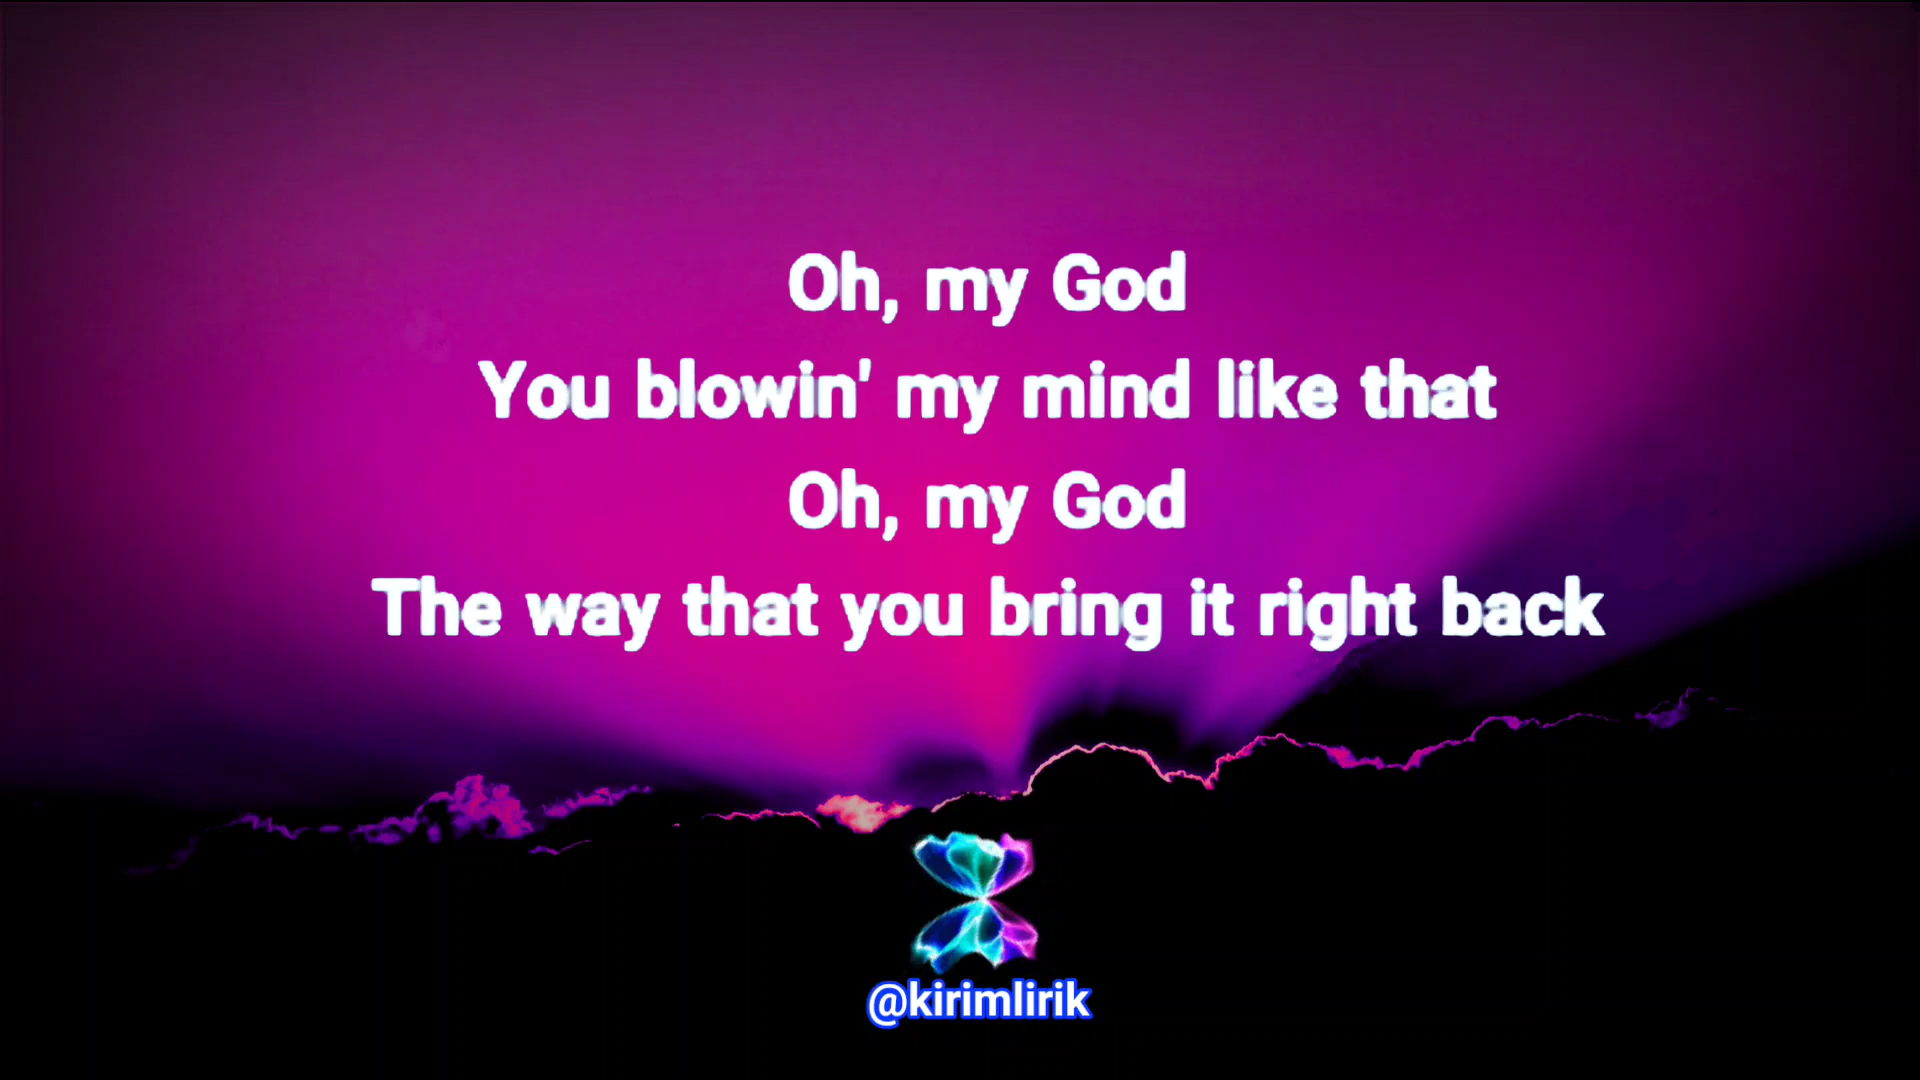 Oh, my God
You blowin' my mind like that
Oh, my God
The way that you bring it right back
@kirimlirik